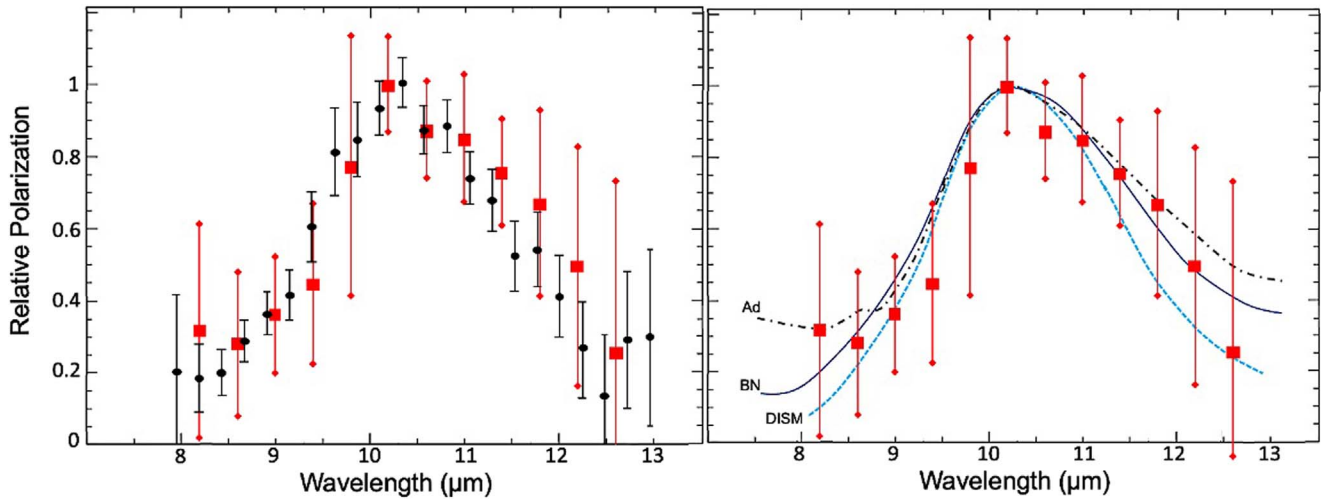 Relative Polarization
1
0.8
0.6
0.4
0.2
0
8 9 10 11 12 13
Wavelength (μm)
Ad
BN
DISM
8 9 10 11 12 13
Wavelength (μm)